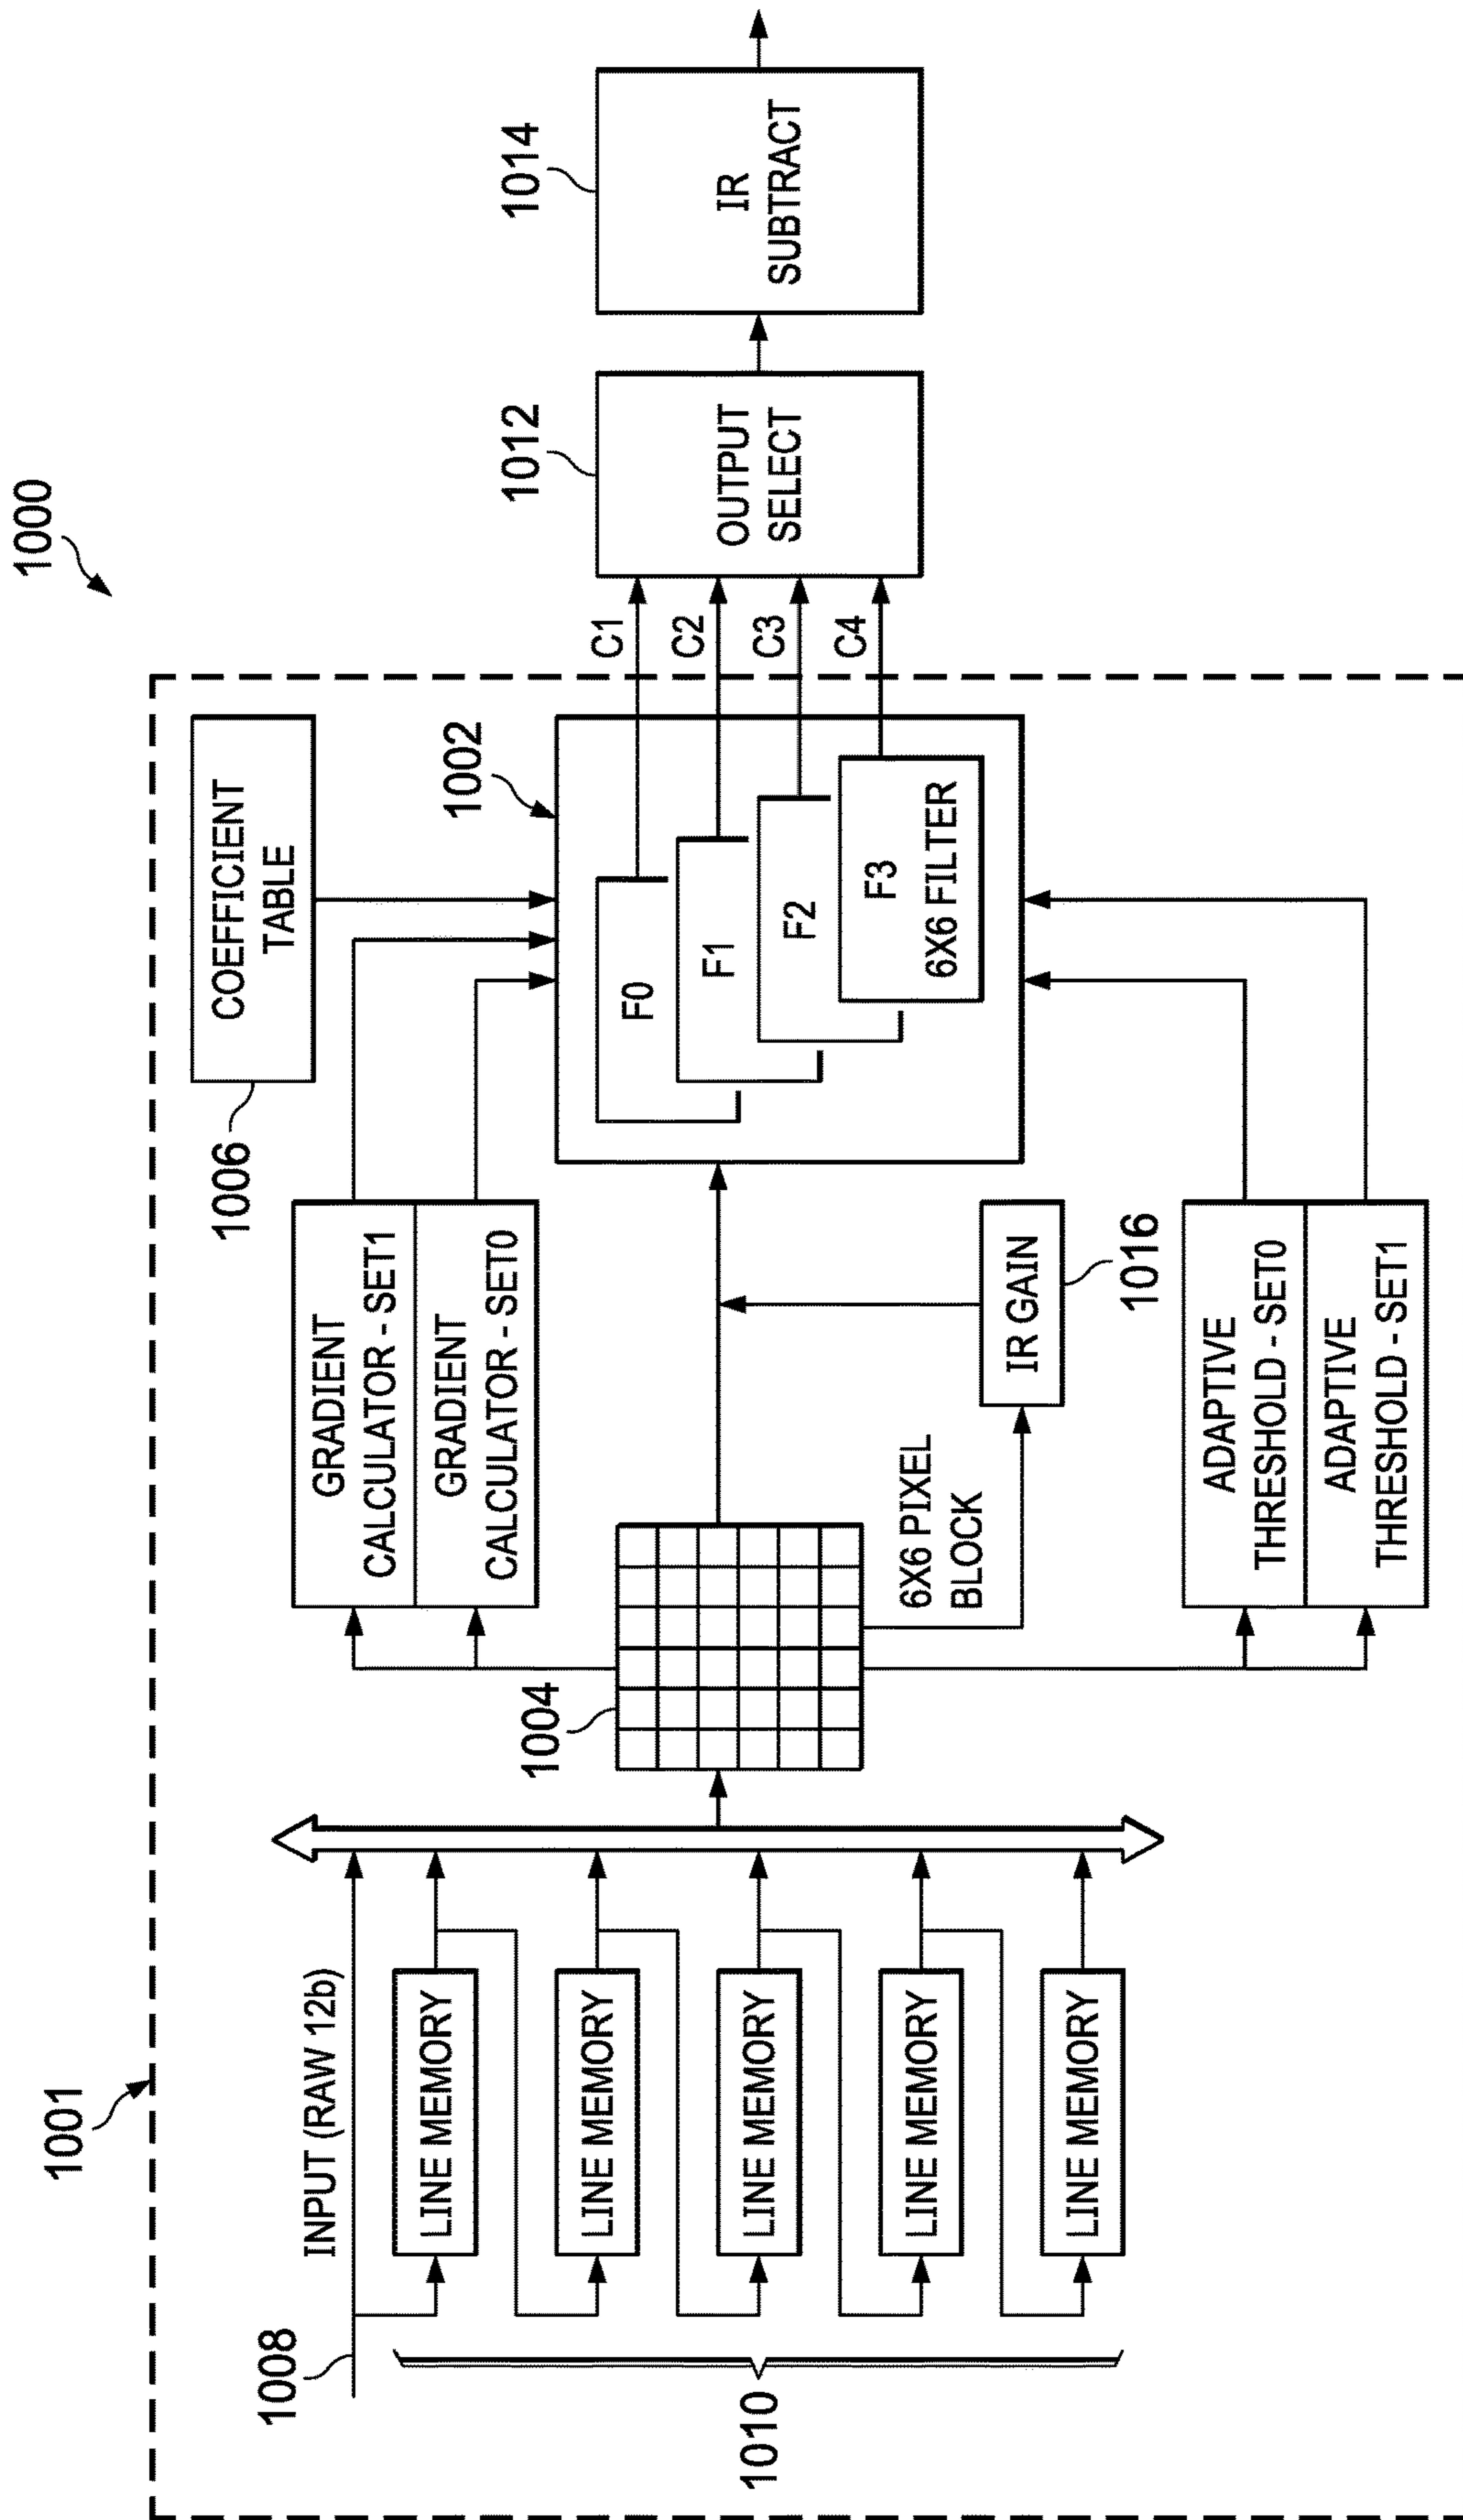 1000
1001
1008
INPUT (RAW 12b)
LINE MEMORY
LINE MEMORY
LINE MEMORY
LINE MEMORY
LINE MEMORY
1010
1004
6X6 PIXEL
BLOCK
GRADIENT
CALCULATOR - SET1
GRADIENT
CALCULATOR - SET0
IR GAIN
1016
ADAPTIVE
THRESHOLD - SET0
ADAPTIVE
THRESHOLD - SET1
1006
COEFFICIENT
TABLE
1002
F0
F1
F2
F3
6X6 FILTER
C1
C2
C3
C4
1012
OUTPUT
SELECT
1014
IR
SUBTRACT